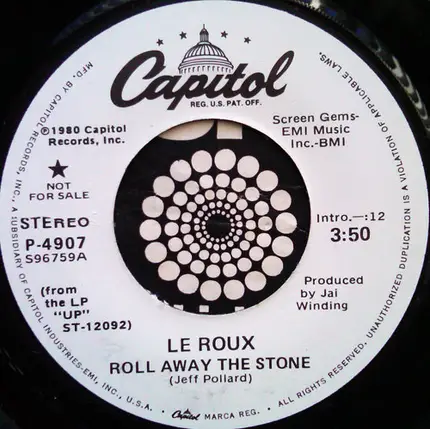 Capitol
REG. U.S. PAT. OFF.
℗1980 Capitol
Records, Inc.
★
NOT
FOR SALE
STEREO
P-4907
S96759A
(from
the LP
"UP"
ST-12092)
Screen Gems-
EMI Music
Inc.-BMI
Intro.—:12
3:50
Produced
by Jai
Winding
LE ROUX
ROLL AWAY THE STONE
(Jeff Pollard)
MFD. BY CAPITOL RECORDS, INC., A SUBSIDIARY OF CAPITOL INDUSTRIES-EMI, INC., U.S.A. • Capitol MARCA REG. • ALL RIGHTS RESERVED. UNAUTHORIZED DUPLICATION IS A VIOLATION OF APPLICABLE LAWS.